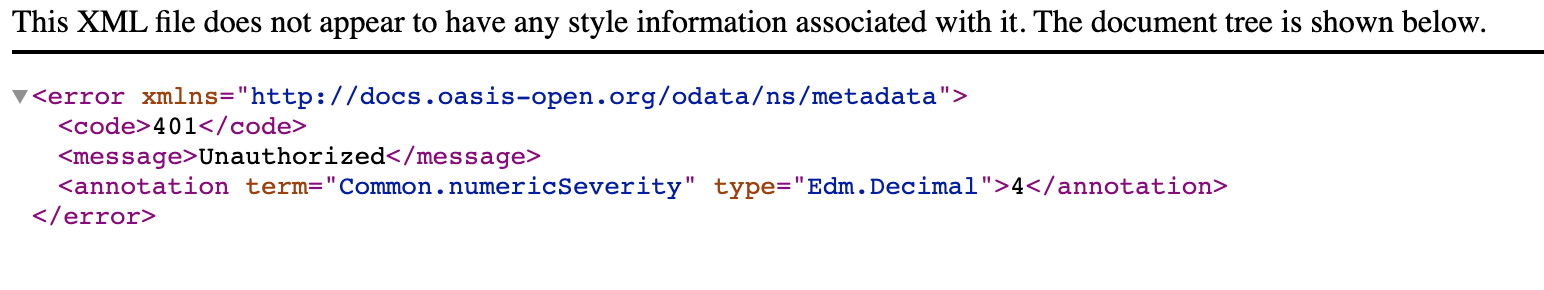 This XML file does not appear to have any style information associated with it. The document tree is shown below.
▼<error xmlns="http://docs.oasis-open.org/odata/ns/metadata">
<code>401</code>
<message>Unauthorized</message>
<annotation term="Common.numericSeverity" type="Edm.Decimal">4</annotation>
</error>